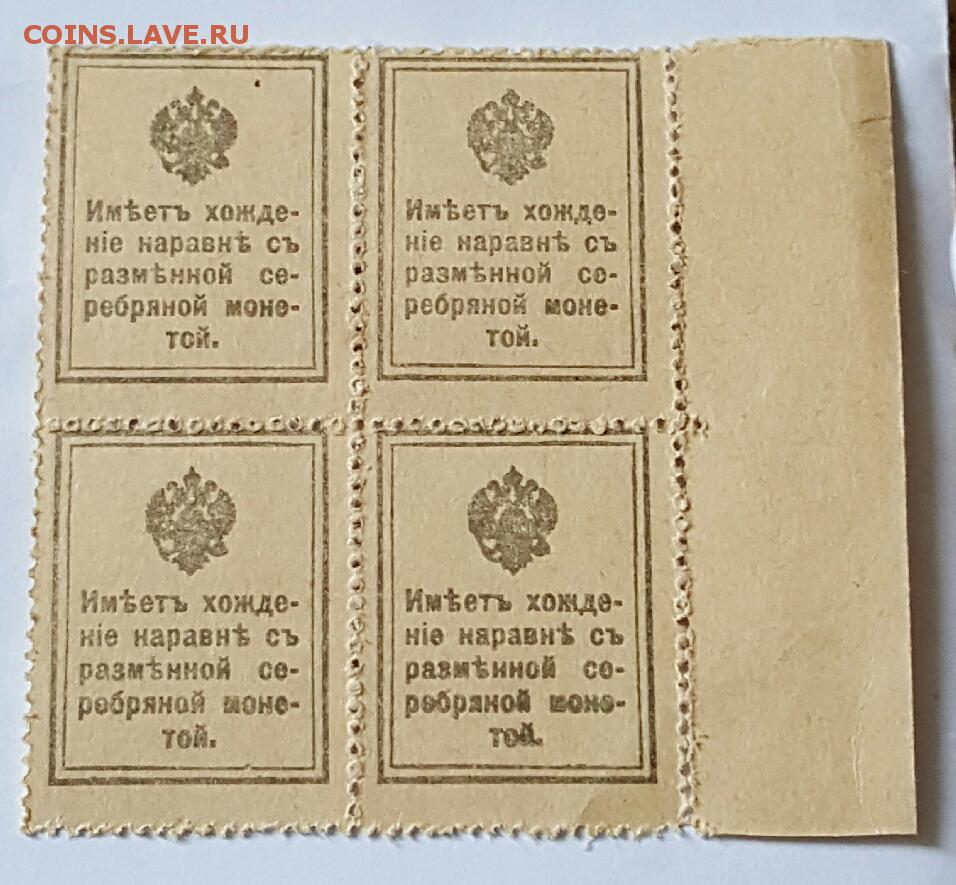 COINS.LAVE.RU
Имѣетъ хожде-
ніе наравнѣ съ
размѣнной се-
ребряной моне-
той.
Имѣетъ хожде-
ніе наравнѣ съ
размѣнной се-
ребряной моне-
той.
Имѣетъ хожде-
ніе наравнѣ съ
размѣнной се-
ребряной моне-
той.
Имѣетъ хожде-
ніе наравнѣ съ
размѣнной се-
ребряной моне-
той.